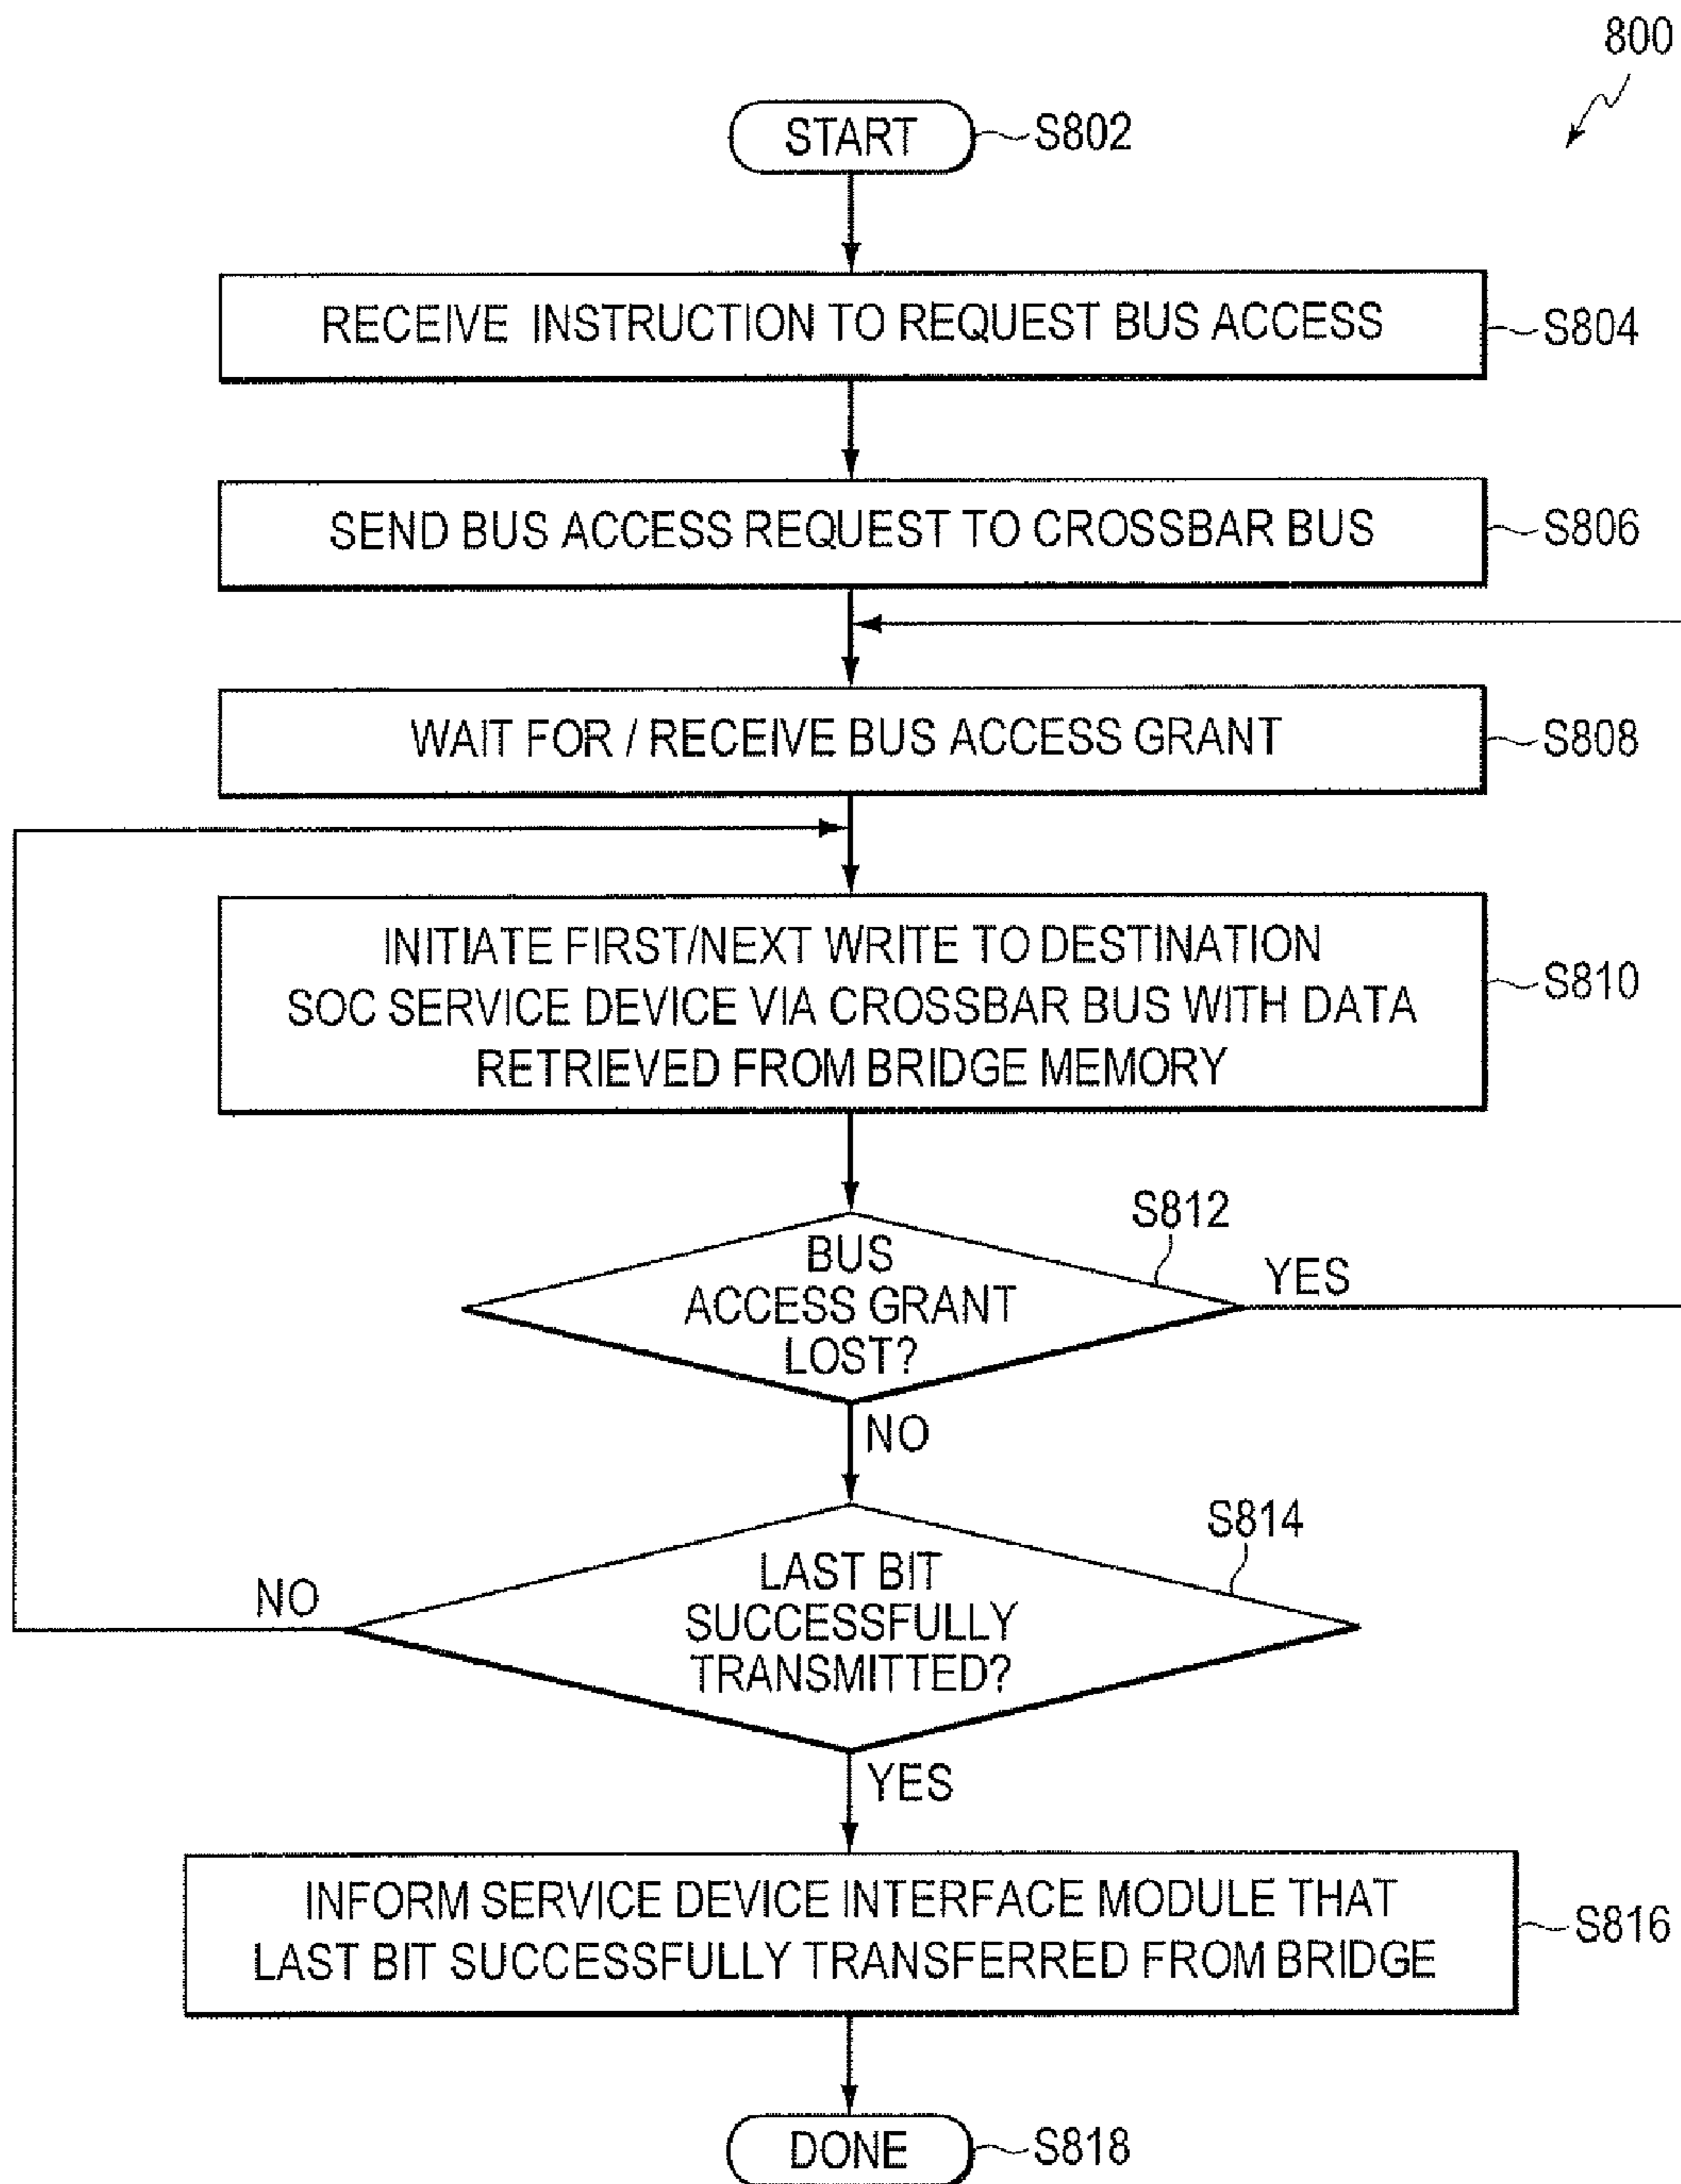 800
START
S802
RECEIVE INSTRUCTION TO REQUEST BUS ACCESS
S804
SEND BUS ACCESS REQUEST TO CROSSBAR BUS
S806
WAIT FOR / RECEIVE BUS ACCESS GRANT
S808
INITIATE FIRST/NEXT WRITE TO DESTINATION
SOC SERVICE DEVICE VIA CROSSBAR BUS WITH DATA
RETRIEVED FROM BRIDGE MEMORY
S810
S812
BUS
ACCESS GRANT
LOST?
YES
NO
S814
LAST BIT
SUCCESSFULLY
TRANSMITTED?
NO
YES
INFORM SERVICE DEVICE INTERFACE MODULE THAT
LAST BIT SUCCESSFULLY TRANSFERRED FROM BRIDGE
S816
DONE
S818